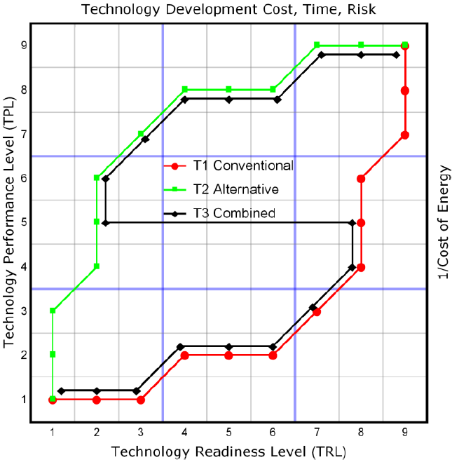 Technology Development Cost, Time, Risk
Technology Performance Level (TPL)
9
8
7
6
5
4
3
2
1
T1 Conventional
T2 Alternative
T3 Combined
1/Cost of Energy
1 2 3 4 5 6 7 8 9
Technology Readiness Level (TRL)